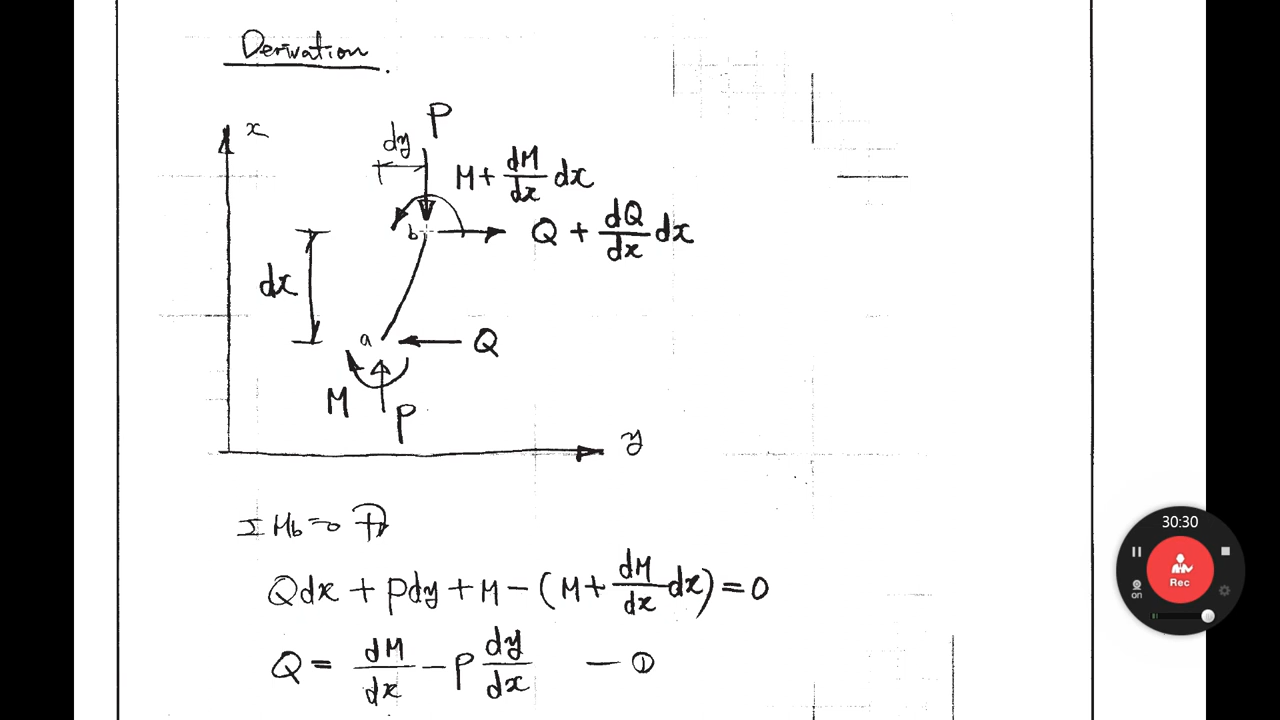 Derivation.
x
P
dy
M + dM/dx dx
b
Q + dQ/dx dx
dx
a
Q
M
P
y
ΣMb=0 +
Qdx + Pdy + M - (M + dM/dx dx) = 0
Q = dM/dx - P dy/dx — ①
30:30
Rec
on